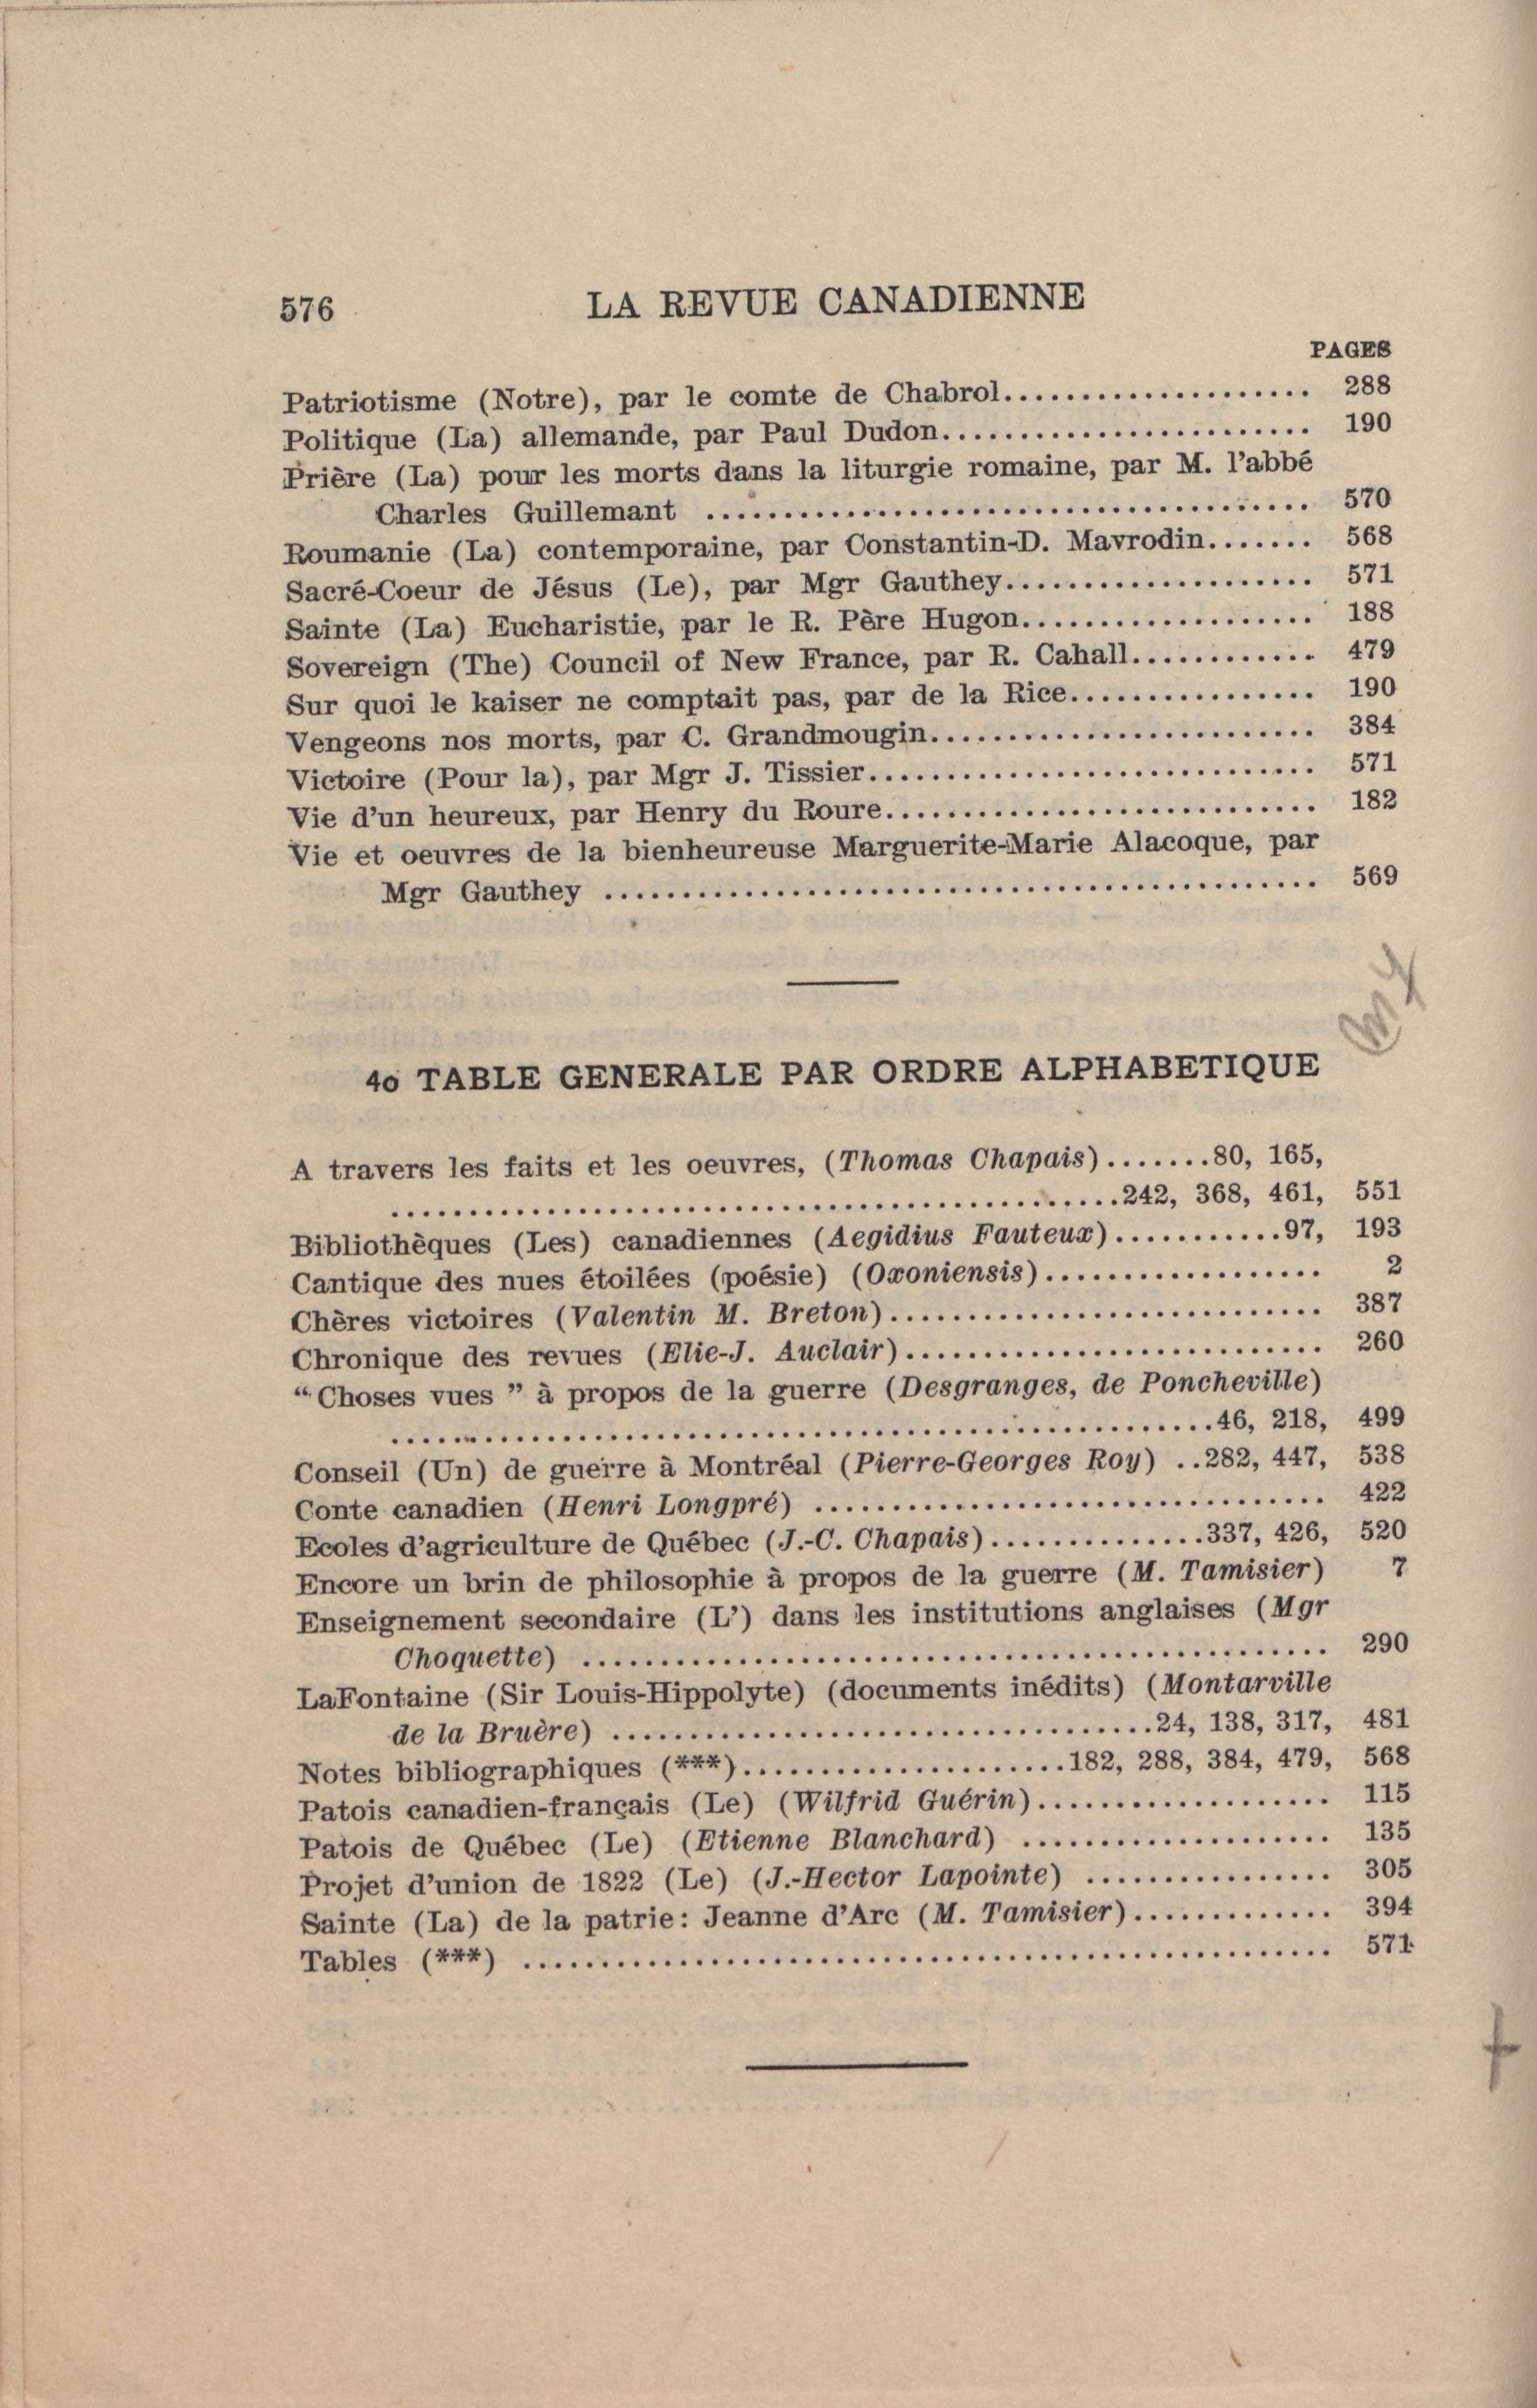 576 LA REVUE CANADIENNE
PAGES
Patriotisme (Notre), par le comte de Chabrol.................... 288
Politique (La) allemande, par Paul Dudon........................ 190
Prière (La) pour les morts dans la liturgie romaine, par M. l'abbé
Charles Guillemant ...................................... 570
Roumanie (La) contemporaine, par Constantin-D. Mavrodin....... 568
Sacré-Coeur de Jésus (Le), par Mgr Gauthey.................... 571
Sainte (La) Eucharistie, par le R. Père Hugon................... 188
Sovereign (The) Council of New France, par R. Cahall............ 479
Sur quoi le kaiser ne comptait pas, par de la Rice................ 190
Vengeons nos morts, par C. Grandmougin......................... 384
Victoire (Pour la), par Mgr J. Tissier............................. 571
Vie d'un heureux, par Henry du Roure............................ 182
Vie et oeuvres de la bienheureuse Marguerite-Marie Alacoque, par
Mgr Gauthey .............................................. 569
4o TABLE GENERALE PAR ORDRE ALPHABETIQUE
A travers les faits et les oeuvres, (Thomas Chapais).......80, 165,
...............................................242, 368, 461, 551
Bibliothèques (Les) canadiennes (Aegidius Fauteux)...........97, 193
Cantique des nues étoilées (poésie) (Oxoniensis).................. 2
Chères victoires (Valentin M. Breton)............................ 387
Chronique des revues (Elie-J. Auclair)........................... 260
"Choses vues" à propos de la guerre (Desgranges, de Poncheville)
.....................................................46, 218, 499
Conseil (Un) de guerre à Montréal (Pierre-Georges Roy) ..282, 447, 538
Conte canadien (Henri Longpré) ................................. 422
Ecoles d'agriculture de Québec (J.-C. Chapais)..............337, 426, 520
Encore un brin de philosophie à propos de la guerre (M. Tamisier) 7
Enseignement secondaire (L') dans les institutions anglaises (Mgr
Choquette) ................................................ 290
LaFontaine (Sir Louis-Hippolyte) (documents inédits) (Montarville
de la Bruère) ...................................24, 138, 317, 481
Notes bibliographiques (***).....................182, 288, 384, 479, 568
Patois canadien-français (Le) (Wilfrid Guérin)................... 115
Patois de Québec (Le) (Etienne Blanchard) .................... 135
Projet d'union de 1822 (Le) (J.-Hector Lapointe) ................ 305
Sainte (La) de la patrie: Jeanne d'Arc (M. Tamisier)............. 394
Tables (***) .................................................... 571